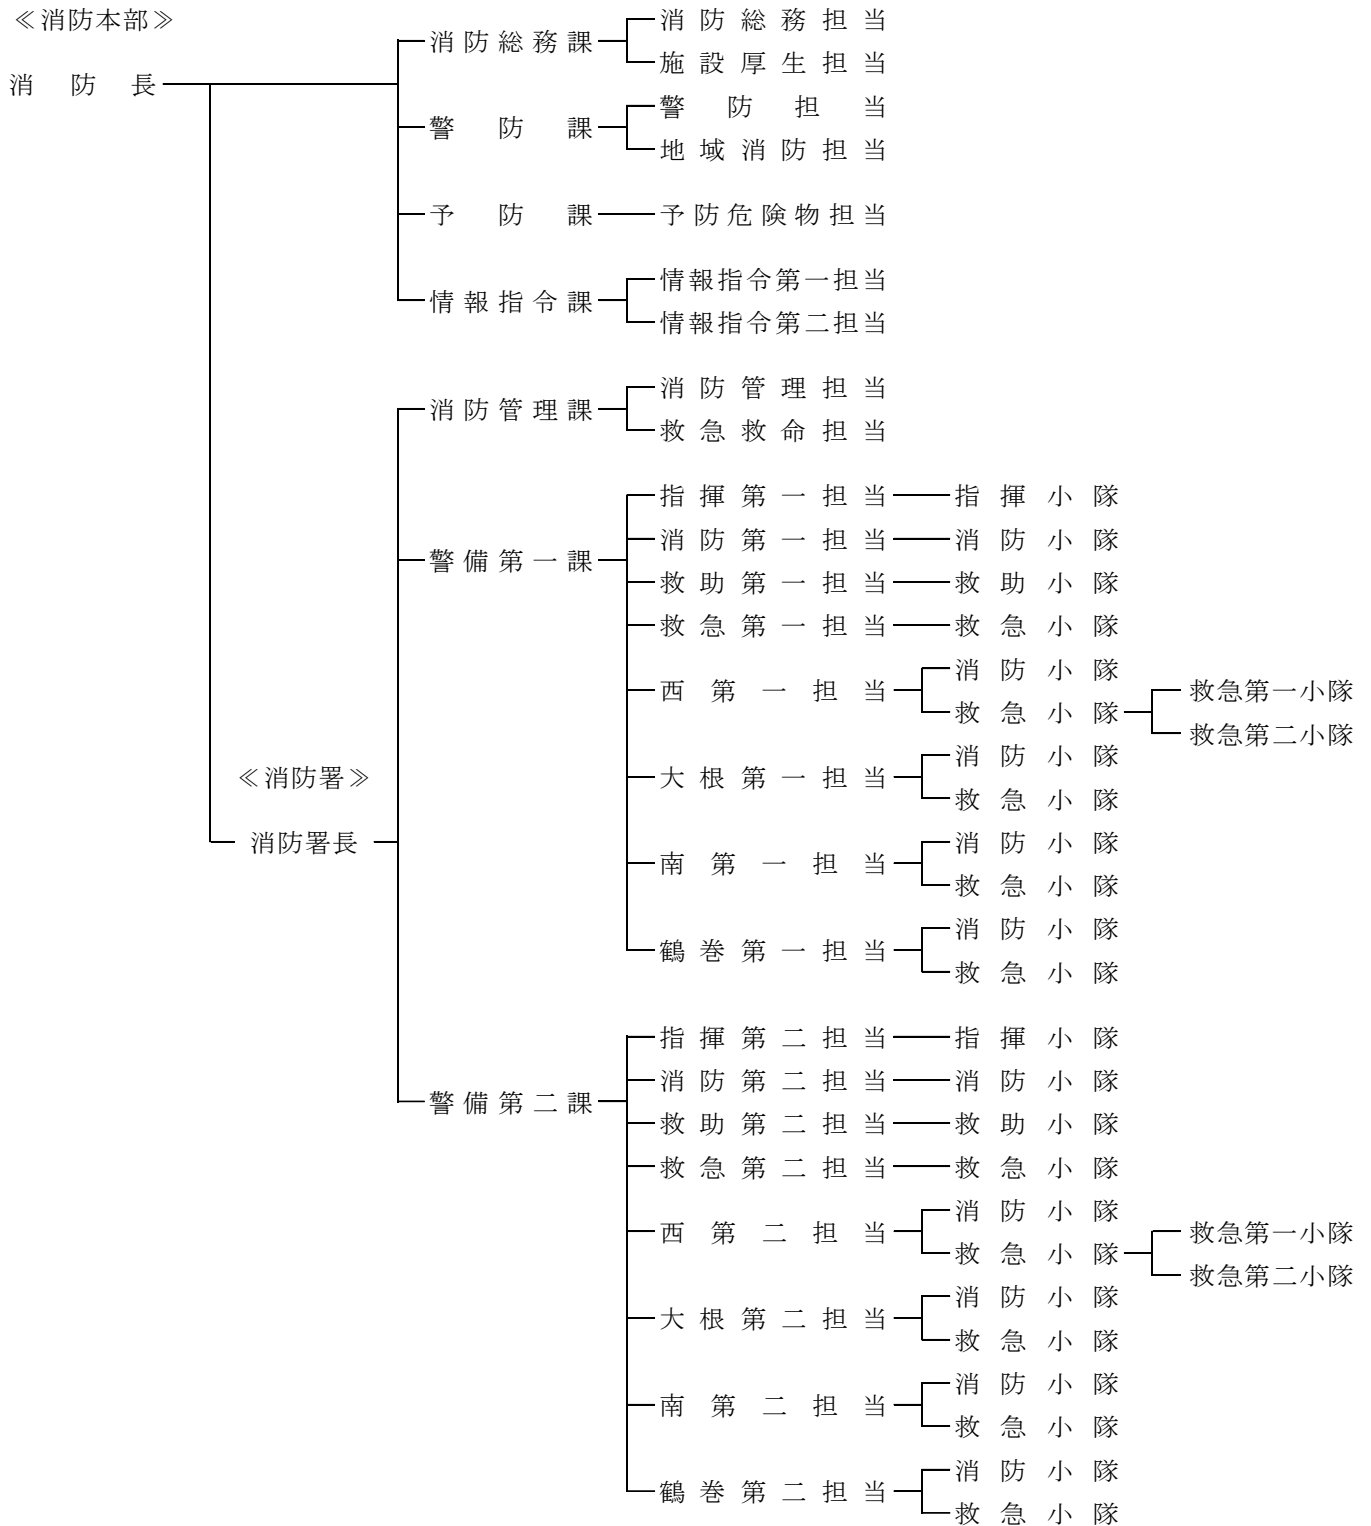 ≪消防本部≫
消防総務担当
消防総務課
施設厚生担当
消防長
警防担当
警防課
地域消防担当
予防課 予防危険物担当
情報指令第一担当
情報指令課
情報指令第二担当
消防管理担当
消防管理課
救急救命担当
指揮第一担当 指揮小隊
消防第一担当 消防小隊
警備第一課
救助第一担当 救助小隊
救急第一担当 救急小隊
消防小隊
西第一担当 救急第一小隊
救急小隊
救急第二小隊
消防小隊
≪消防署≫ 大根第一担当
救急小隊
消防署長 消防小隊
南第一担当
救急小隊
消防小隊
鶴巻第一担当
救急小隊
指揮第二担当 指揮小隊
消防第二担当 消防小隊
警備第二課
救助第二担当 救助小隊
救急第二担当 救急小隊
消防小隊
西第二担当 救急第一小隊
救急小隊
救急第二小隊
消防小隊
大根第二担当
救急小隊
消防小隊
南第二担当
救急小隊
消防小隊
鶴巻第二担当
救急小隊